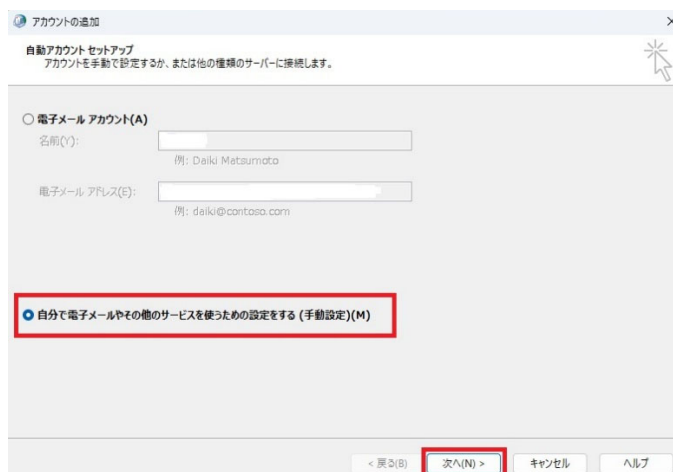 アカウントの追加
自動アカウント セットアップ
アカウントを手動で設定するか、または他の種類のサーバーに接続します。
電子メール アカウント(A)
名前(Y):
例: Daiki Matsumoto
電子メール アドレス(E):
例: daiki@contoso.com
自分で電子メールやその他のサービスを使うための設定をする (手動設定)(M)
< 戻る(B) 次へ(N) > キャンセル ヘルプ